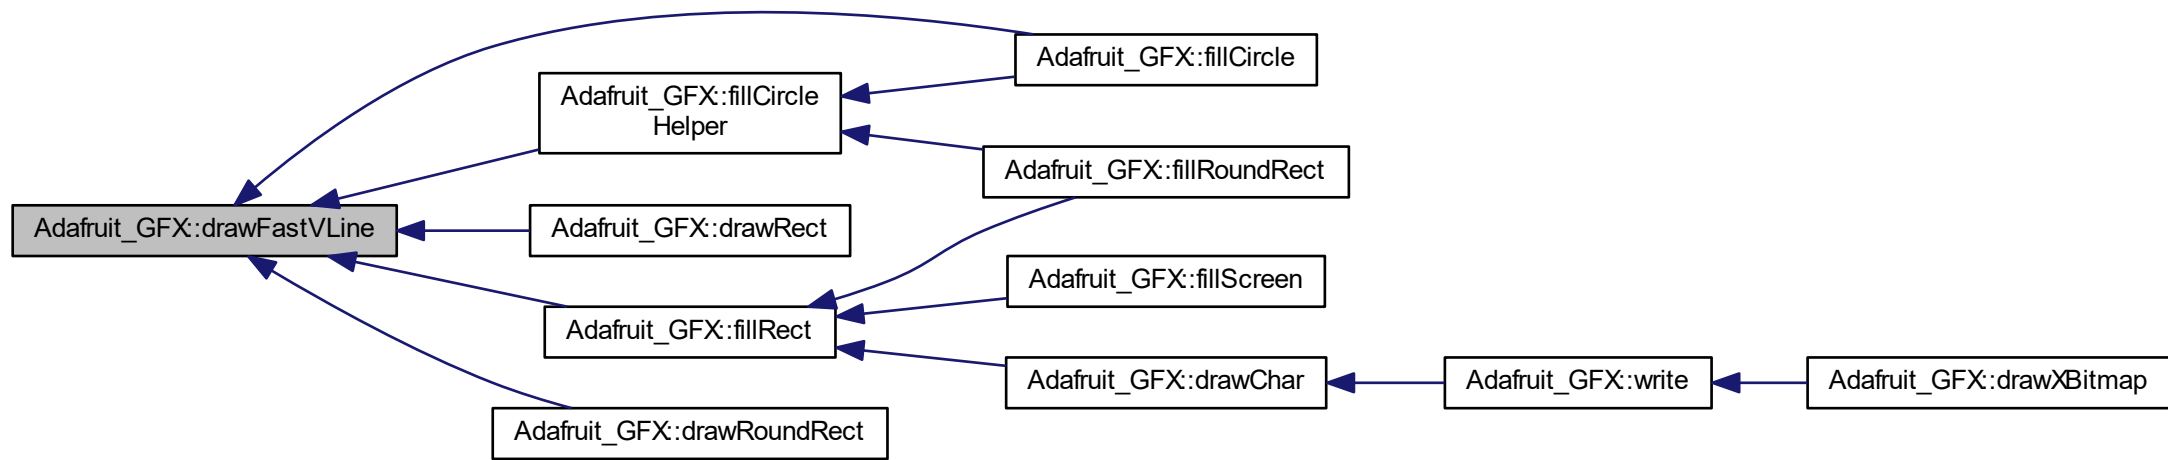 Adafruit_GFX::fillCircle
Adafruit_GFX::fillCircle
Helper
Adafruit_GFX::fillRoundRect
Adafruit_GFX::drawFastVLine
Adafruit_GFX::drawRect
Adafruit_GFX::fillScreen
Adafruit_GFX::fillRect
Adafruit_GFX::drawChar
Adafruit_GFX::write
Adafruit_GFX::drawXBitmap
Adafruit_GFX::drawRoundRect